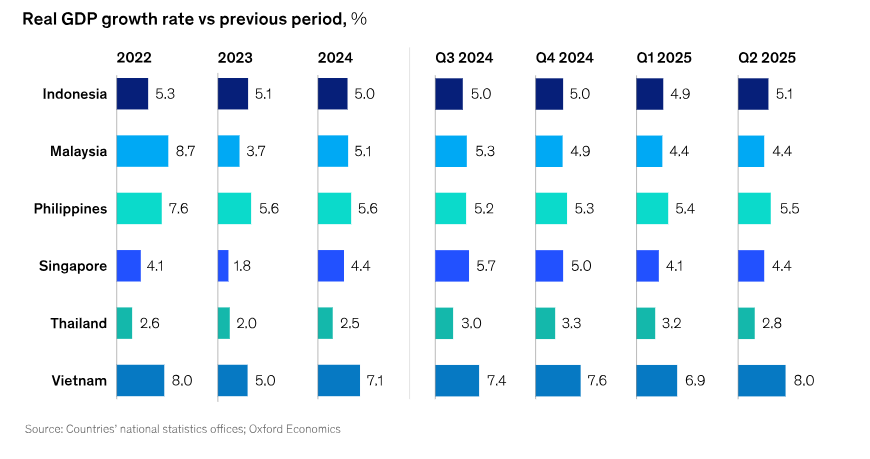 Real GDP growth rate vs previous period, %
2022 2023 2024 Q3 2024 Q4 2024 Q1 2025 Q2 2025
Indonesia 5.3 5.1 5.0 5.0 5.0 4.9 5.1
Malaysia 8.7 3.7 5.1 5.3 4.9 4.4 4.4
Philippines 7.6 5.6 5.6 5.2 5.3 5.4 5.5
Singapore 4.1 1.8 4.4 5.7 5.0 4.1 4.4
Thailand 2.6 2.0 2.5 3.0 3.3 3.2 2.8
Vietnam 8.0 5.0 7.1 7.4 7.6 6.9 8.0
Source: Countries’ national statistics offices; Oxford Economics